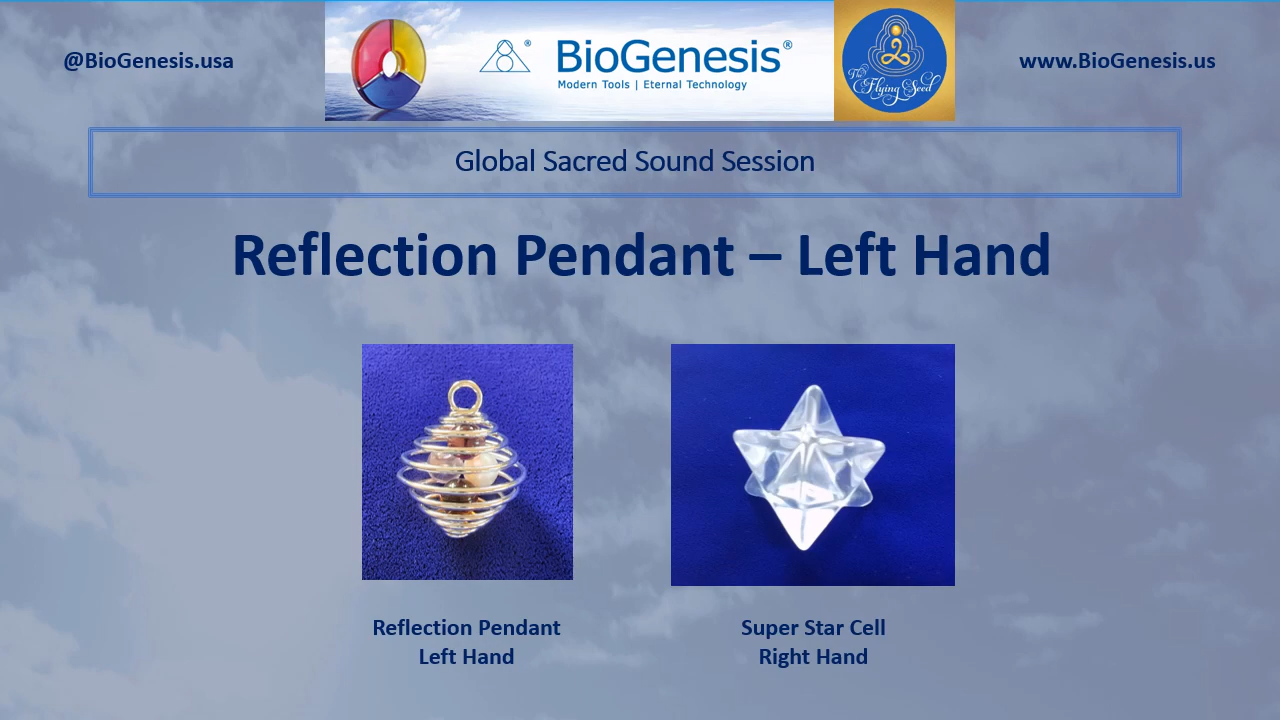 @BioGenesis.usa
BioGenesis®
Modern Tools | Eternal Technology
®
The Flying Seed
www.BioGenesis.us
Global Sacred Sound Session
Reflection Pendant – Left Hand
Reflection Pendant
Left Hand
Super Star Cell
Right Hand